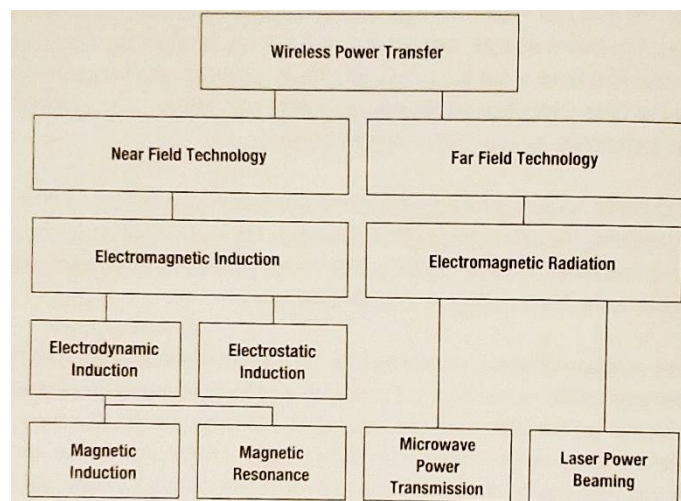 Wireless Power Transfer
Near Field Technology
Far Field Technology
Electromagnetic Induction
Electromagnetic Radiation
Electrodynamic
Induction
Electrostatic
Induction
Magnetic
Induction
Magnetic
Resonance
Microwave
Power
Transmission
Laser Power
Beaming